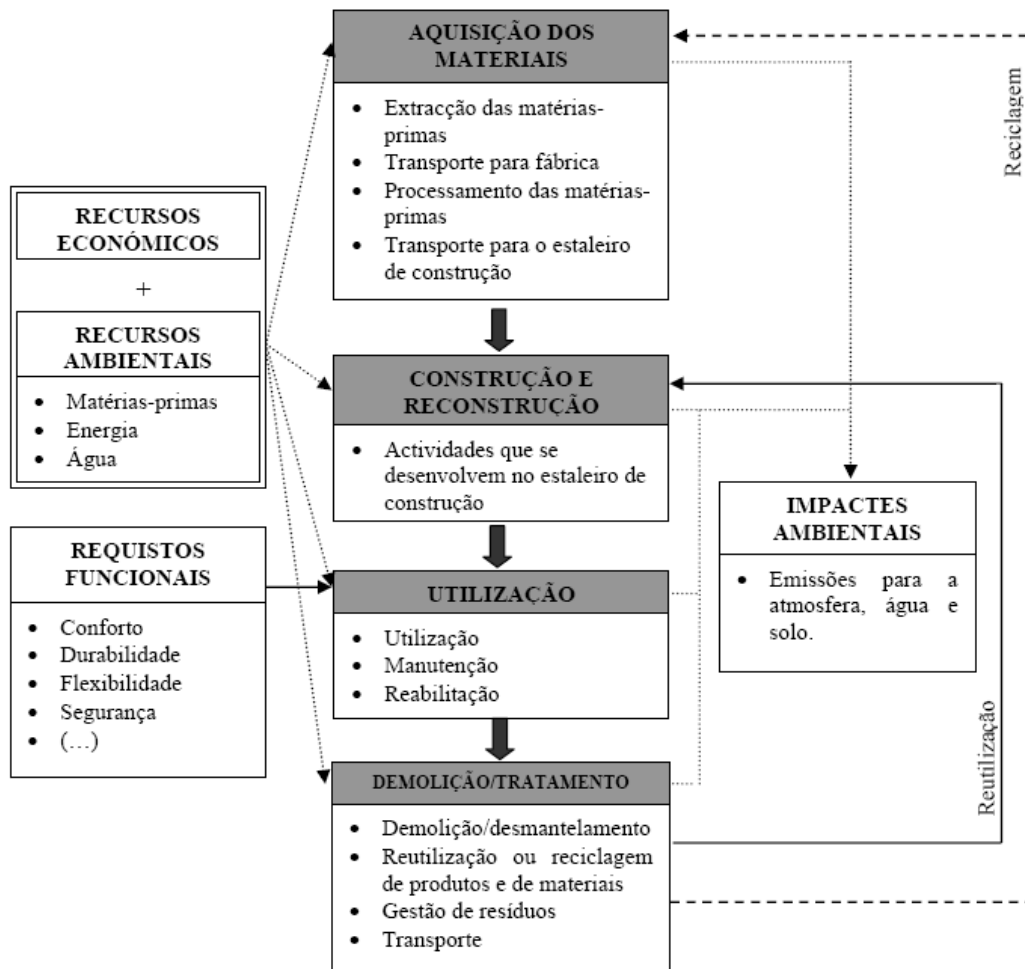 AQUISIÇÃO DOS
MATERIAIS
• Extracção das matérias-
primas
• Transporte para fábrica
• Processamento das matérias-
primas
• Transporte para o estaleiro
de construção
Reciclagem
RECURSOS
ECONÓMICOS
+
RECURSOS
AMBIENTAIS
• Matérias-primas
• Energia
• Água
CONSTRUÇÃO E
RECONSTRUÇÃO
• Actividades que se
desenvolvem no estaleiro de
construção
IMPACTES
AMBIENTAIS
• Emissões para a
atmosfera, água e
solo.
REQUISTOS
FUNCIONAIS
• Conforto
• Durabilidade
• Flexibilidade
• Segurança
• (…)
UTILIZAÇÃO
• Utilização
• Manutenção
• Reabilitação
Reutilização
DEMOLIÇÃO/TRATAMENTO
• Demolição/desmantelamento
• Reutilização ou reciclagem
de produtos e de materiais
• Gestão de resíduos
• Transporte